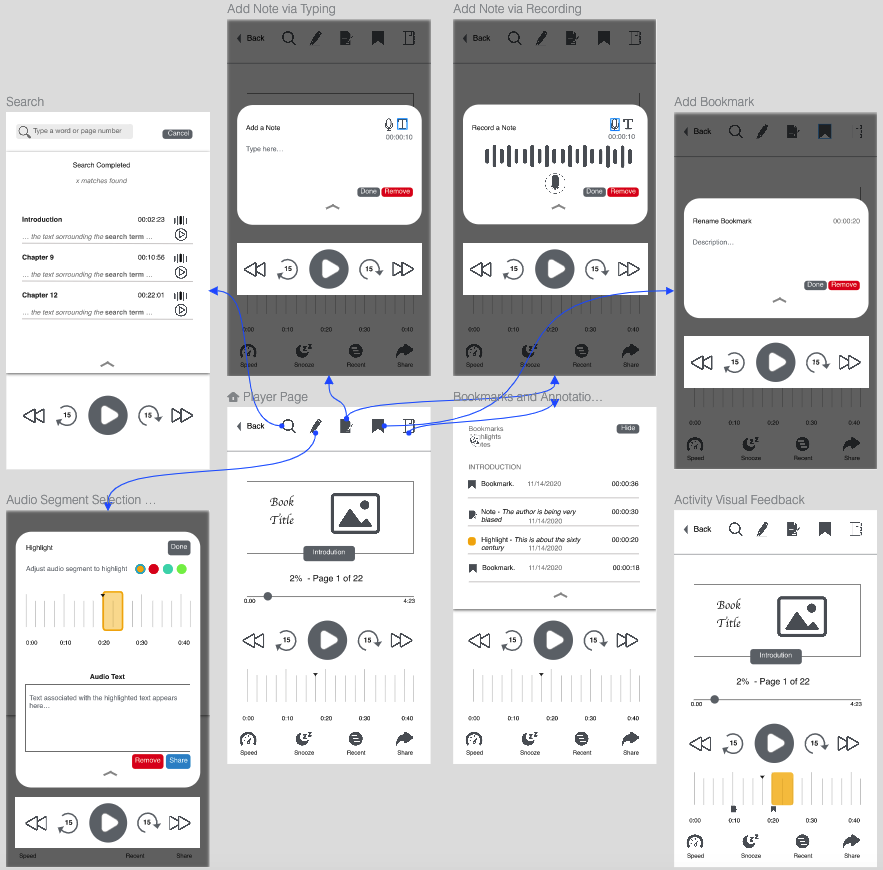 Add Note via Typing
Back
Add a Note
00:00:10
Type here...
Done Remove
15 15
0:00 0:10 0:20 0:30 0:40
Speed Snooze Recent Share
Add Note via Recording
Back
Record a Note
T
00:00:10
Done Remove
15 15
0:00 0:10 0:20 0:30 0:40
Speed Snooze Recent Share
Search
Type a word or page number
Cancel
Search Completed
x matches found
Introduction 00:02:23
... the text sorrounding the search term ...
Chapter 9 00:10:56
... the text sorrounding the search term ...
Chapter 12 00:22:01
... the text sorrounding the search term ...
15 15
Add Bookmark
Back
Rename Bookmark 00:00:20
Description...
Done Remove
15 15
0:00 0:10 0:20 0:30 0:40
Speed Snooze Recent Share
Player Page
Back
Book
Title
Introdution
2% - Page 1 of 22
0.00 4:23
15 15
0:00 0:10 0:20 0:30 0:40
Speed Snooze Recent Share
Bookmarks and Annotatio...
Bookmarks
Hide
INTRODUCTION
Bookmark. 11/14/2020 00:00:36
Note - The author is being very
biased 11/14/2020
00:00:30
Highlight - This is about the sixty
century 11/14/2020
00:00:20
Bookmark. 11/14/2020 00:00:18
15 15
0:00 0:10 0:20 0:30 0:40
Speed Snooze Recent Share
Audio Segment Selection ...
Highlight
Done
Adjust audio segment to highlight
0:00 0:10 0:20 0:30 0:40
Audio Text
Text associated with the highlighted text appears
here...
Remove Share
15 15
Speed Recent Share
Activity Visual Feedback
Back
Book
Title
Introdution
2% - Page 1 of 22
0.00 4:23
15 15
0:00 0:10 0:20 0:30 0:40
Speed Snooze Recent Share